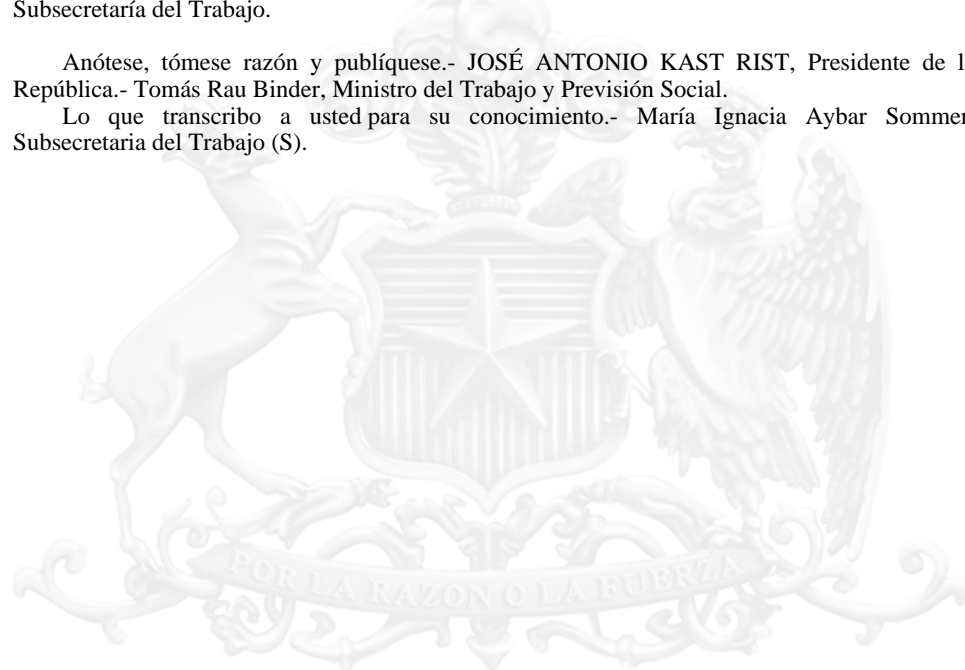 Subsecretaría del Trabajo.
Anótese, tómese razón y publíquese.- JOSÉ ANTONIO KAST RIST, Presidente de l
República.- Tomás Rau Binder, Ministro del Trabajo y Previsión Social.
Lo que transcribo a usted para su conocimiento.- María Ignacia Aybar Sommer
Subsecretaria del Trabajo (S).
POR LA RAZON O LA FUERZA